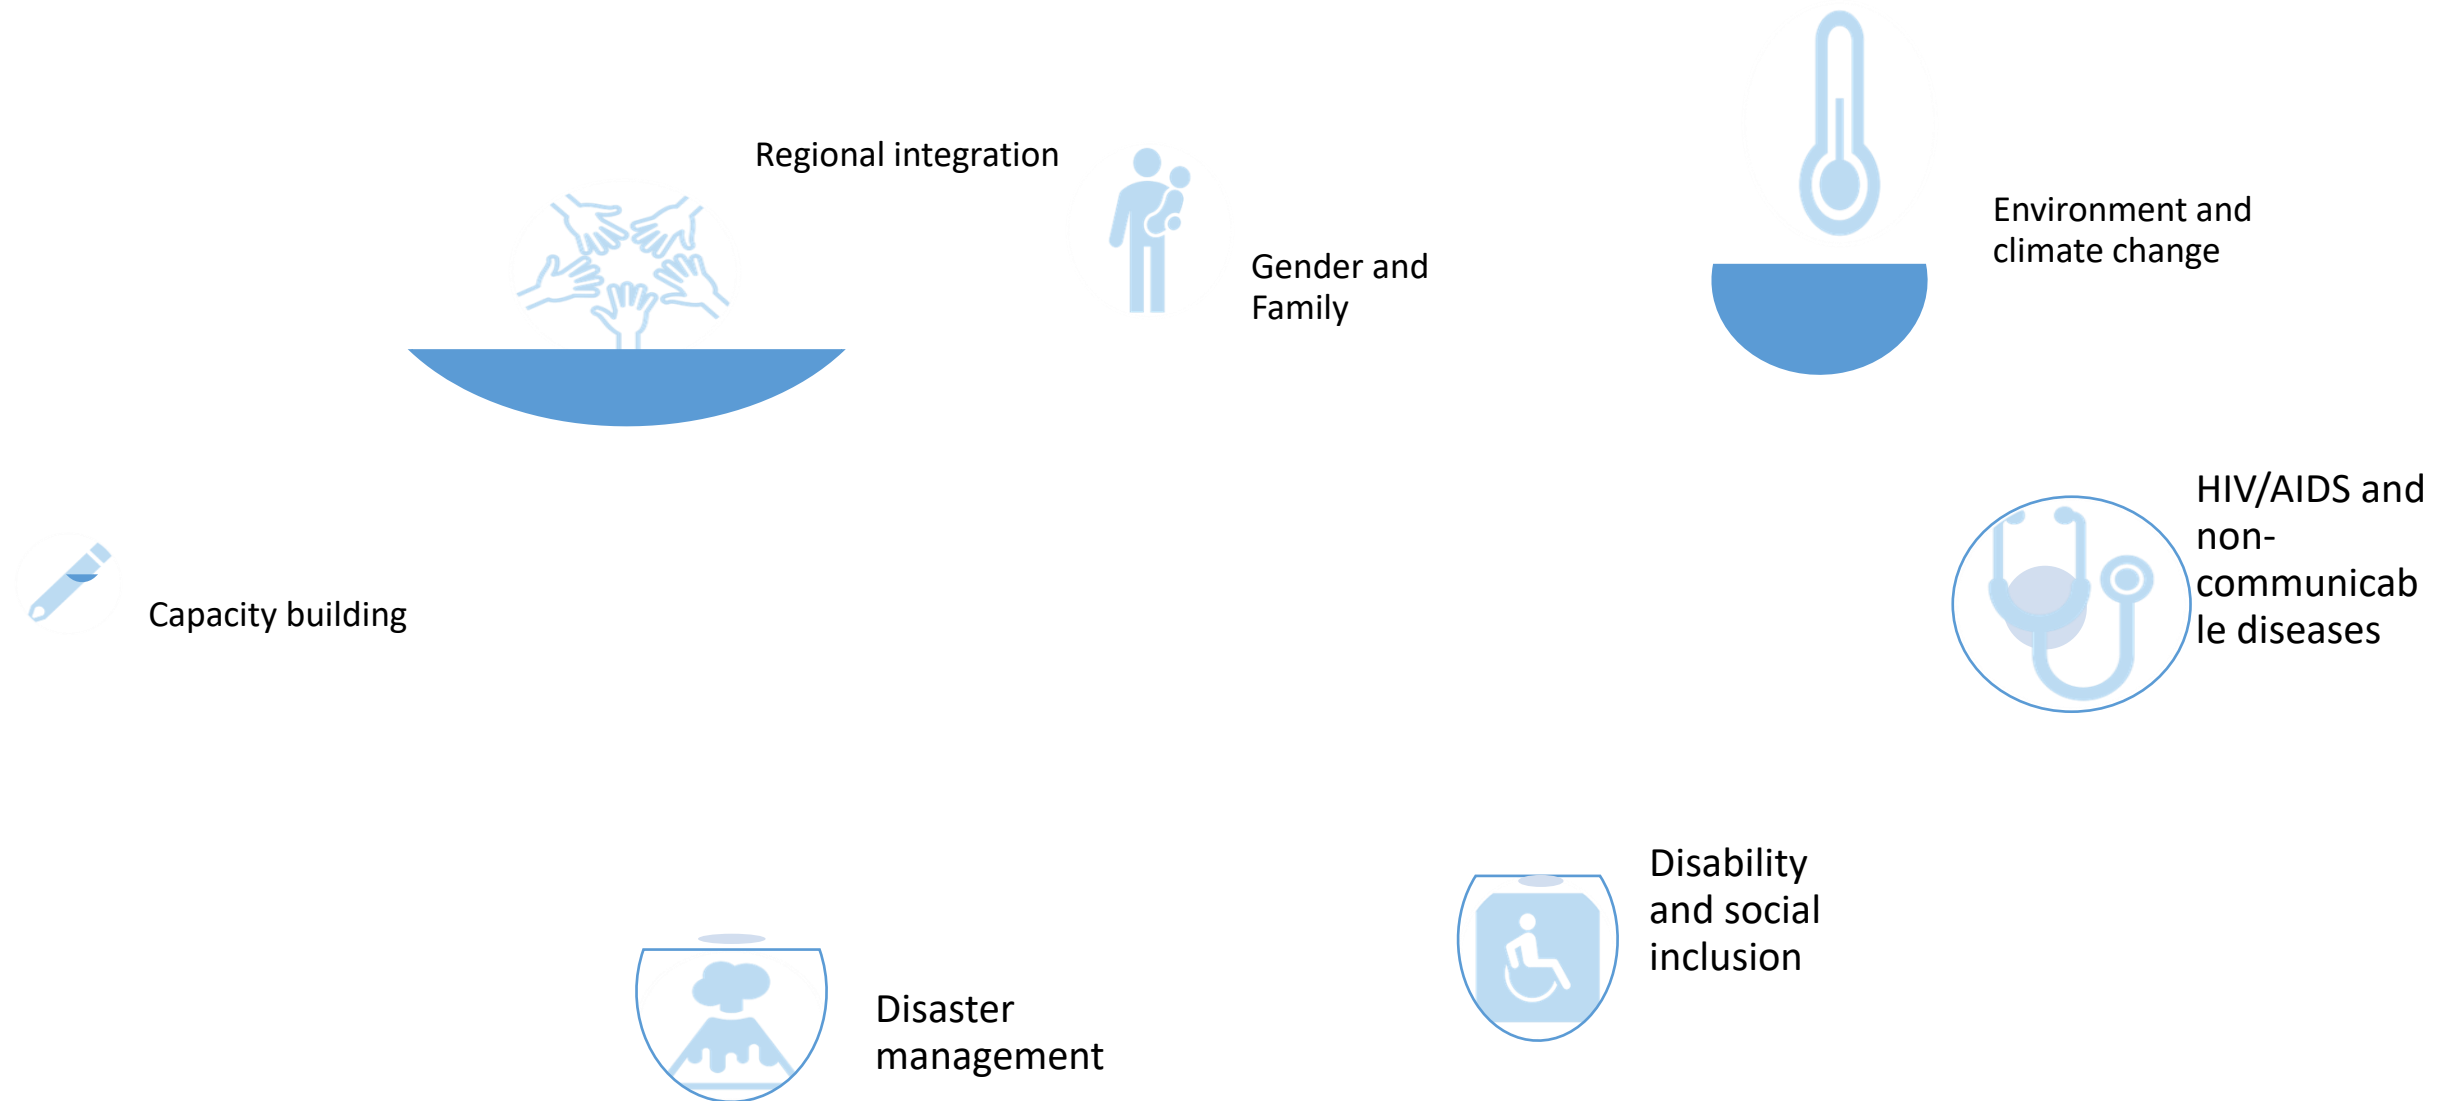 Regional integration
Gender and
Family
Environment and
climate change
HIV/AIDS and
non-
communicab
le diseases
Capacity building
Disability
and social
inclusion
Disaster
management